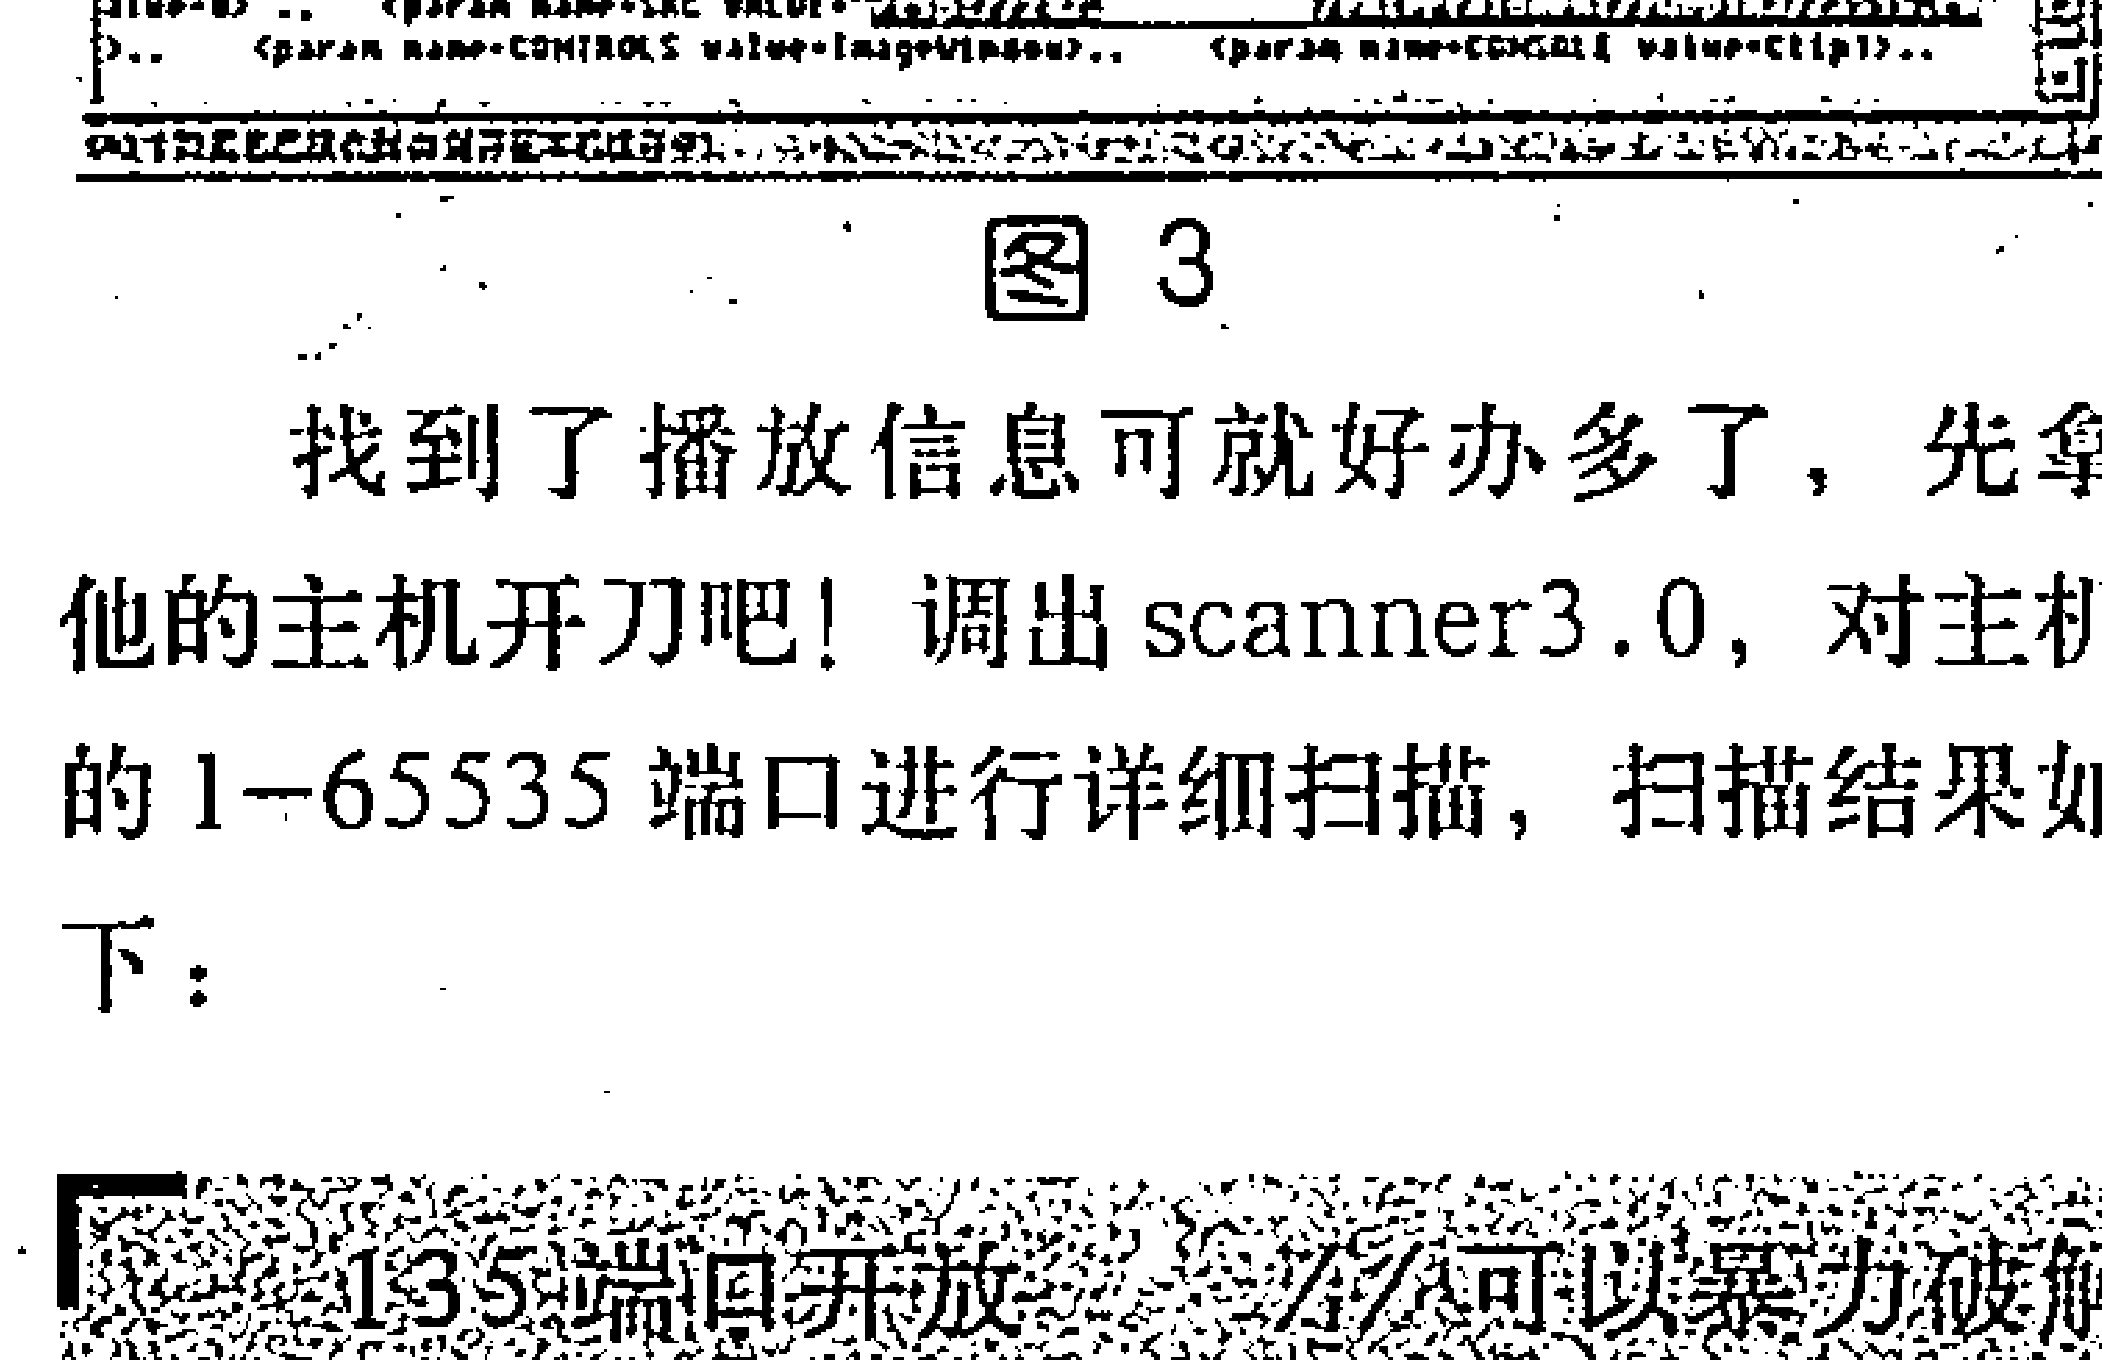 <param name=CONTROLS value=ImageWindow>.. <param name=CONSOLE value=Clip1>..
图 3
找到了播放信息可就好办多了，先拿
他的主机开刀吧！调出 scanner3.0，对主机
的 1—65535 端口进行详细扫描，扫描结果如
下：
135 端口开放 //可以暴力破解